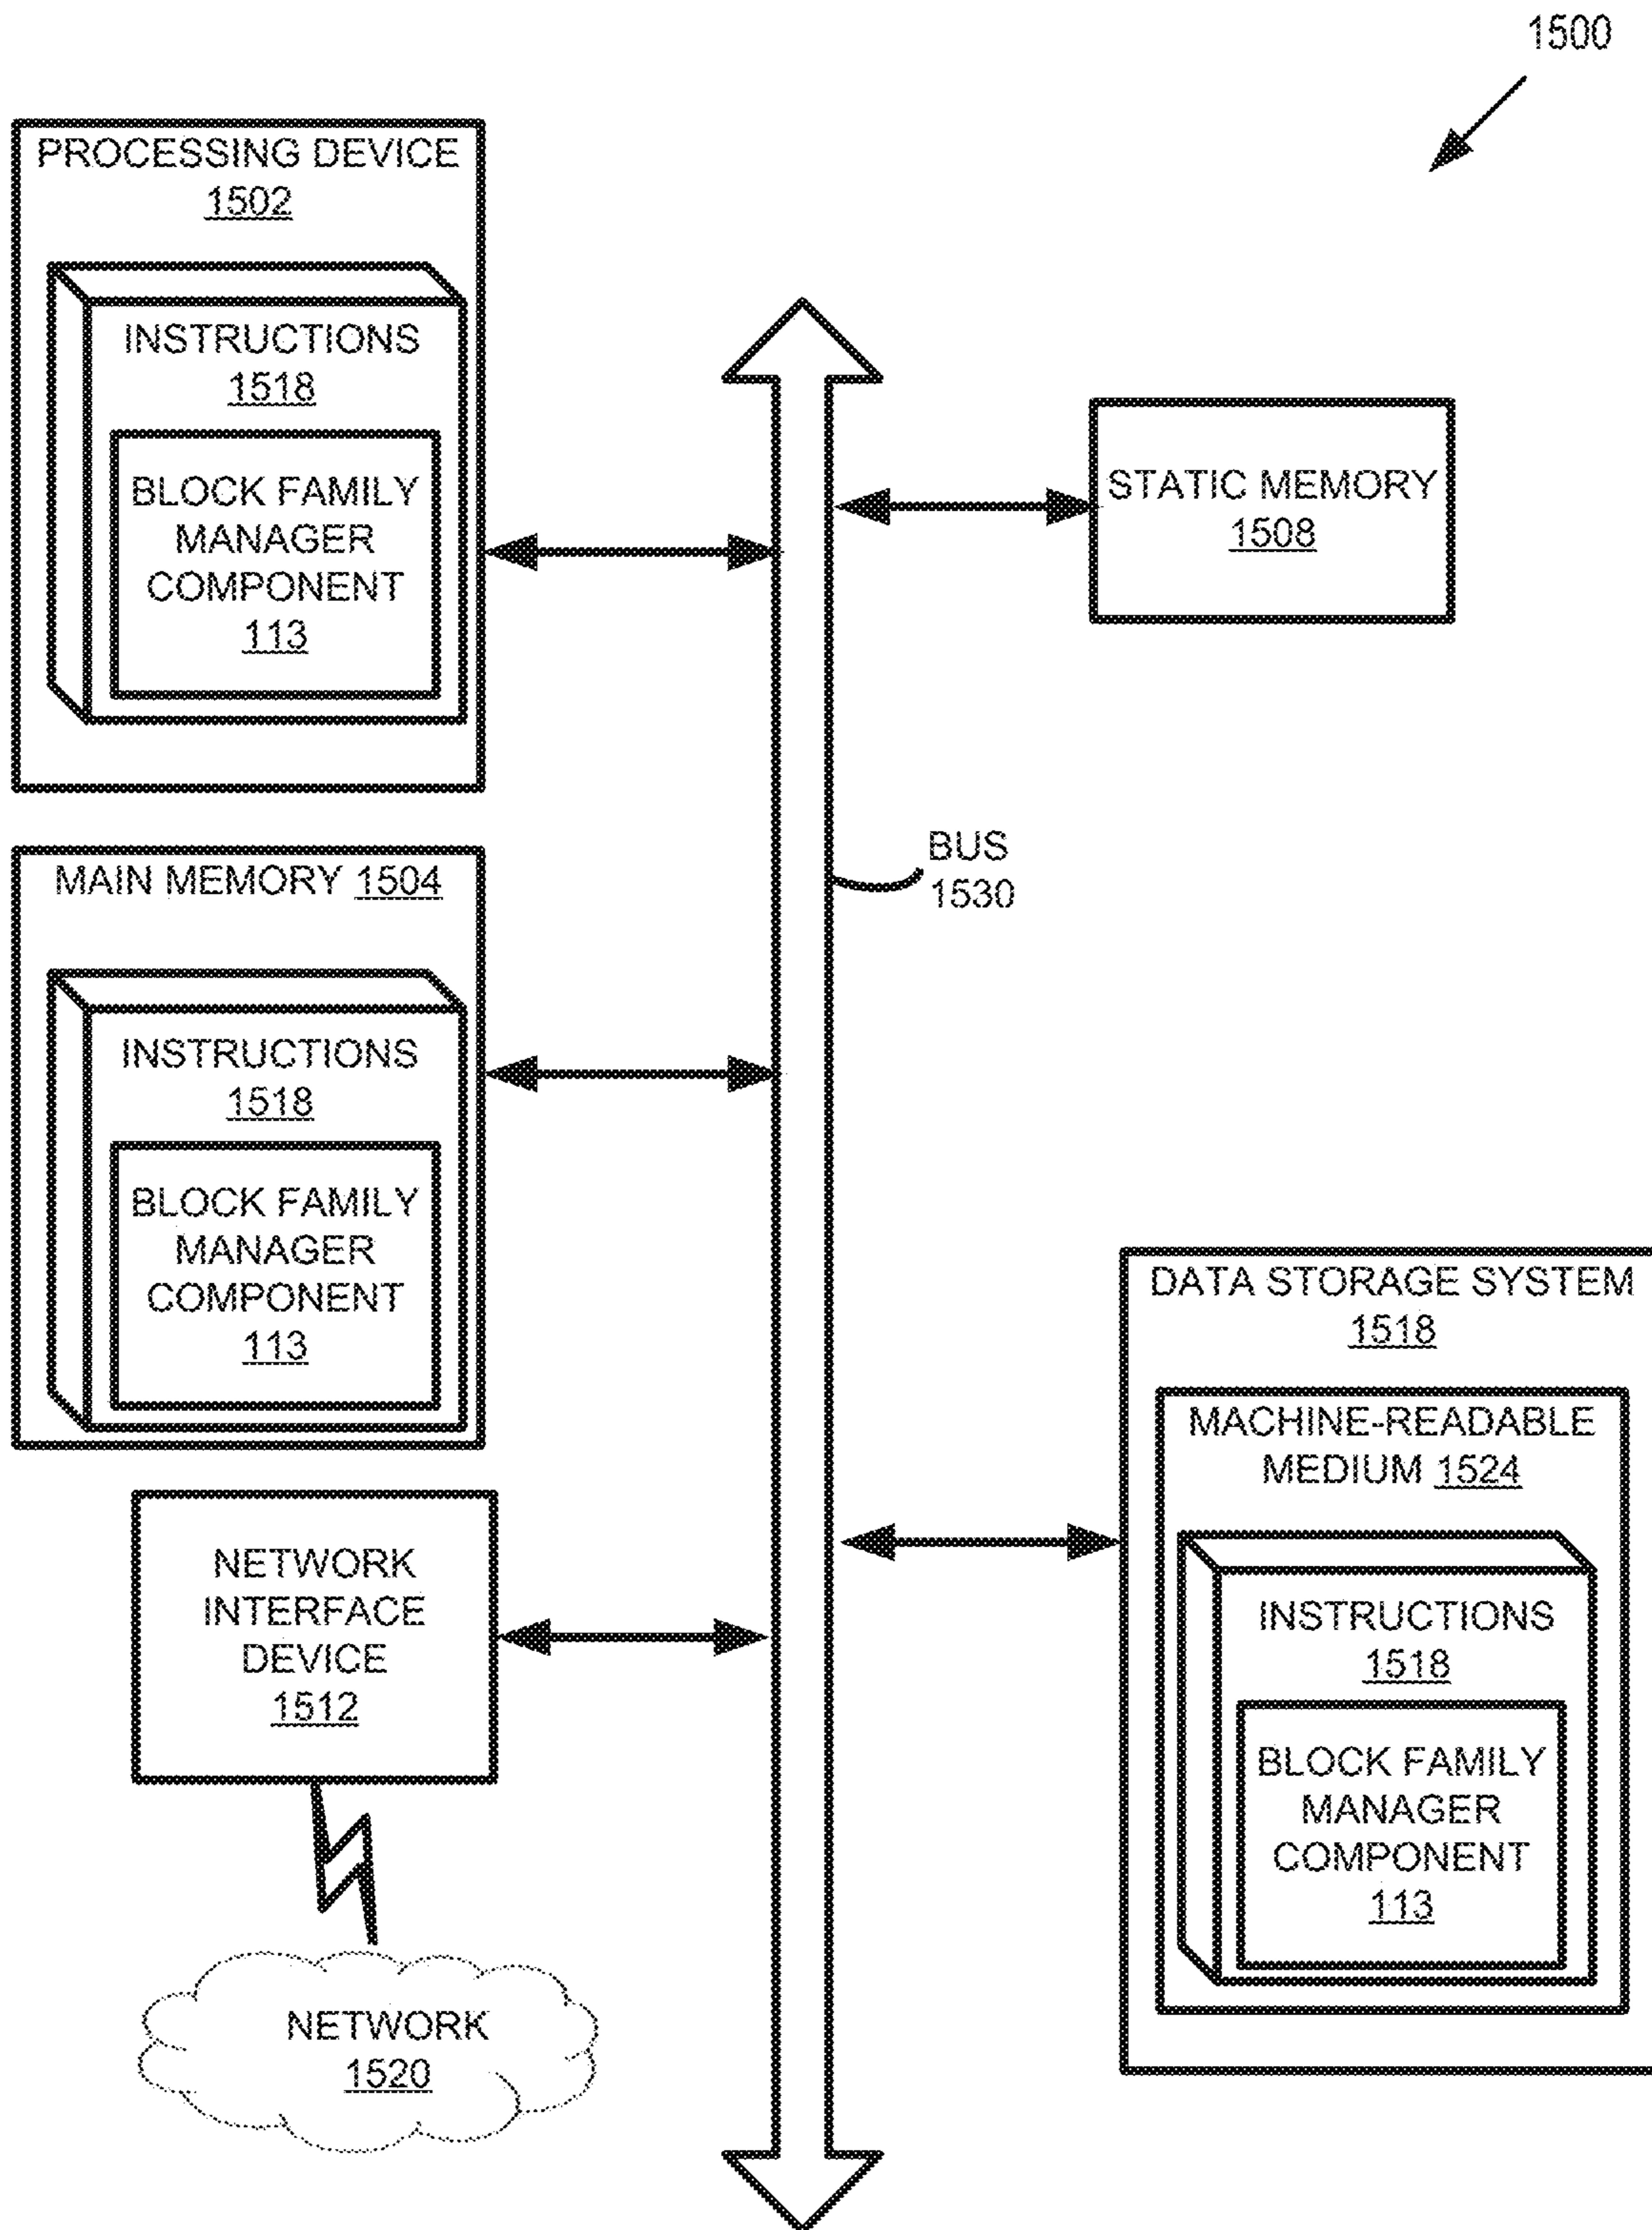 1500
PROCESSING DEVICE
1502
INSTRUCTIONS
1518
BLOCK FAMILY
MANAGER
COMPONENT
113
STATIC MEMORY
1508
BUS
1530
MAIN MEMORY 1504
INSTRUCTIONS
1518
BLOCK FAMILY
MANAGER
COMPONENT
113
DATA STORAGE SYSTEM
1518
MACHINE-READABLE
MEDIUM 1524
INSTRUCTIONS
1518
BLOCK FAMILY
MANAGER
COMPONENT
113
NETWORK
INTERFACE
DEVICE
1512
NETWORK
1520